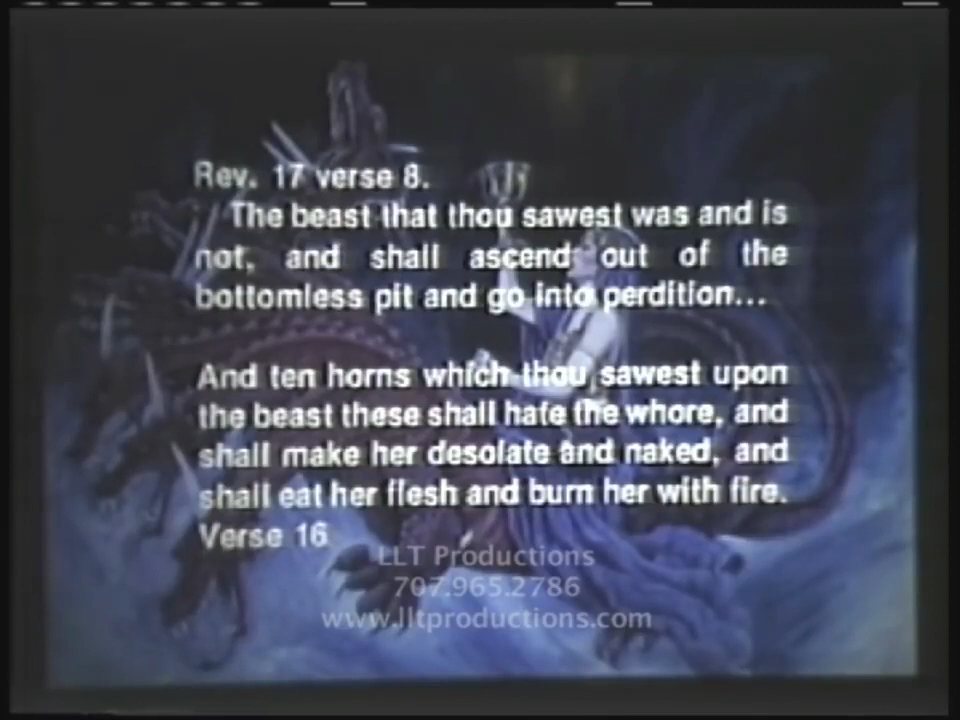 Rev. 17 verse 8.
The beast that thou sawest was and is
not, and shall ascend out of the
bottomless pit and go into perdition...
And ten horns which thou sawest upon
the beast these shall hate the whore, and
shall make her desolate and naked, and
shall eat her flesh and burn her with fire.
Verse 16
LLT Productions
707.965.2786
www.lltproductions.com